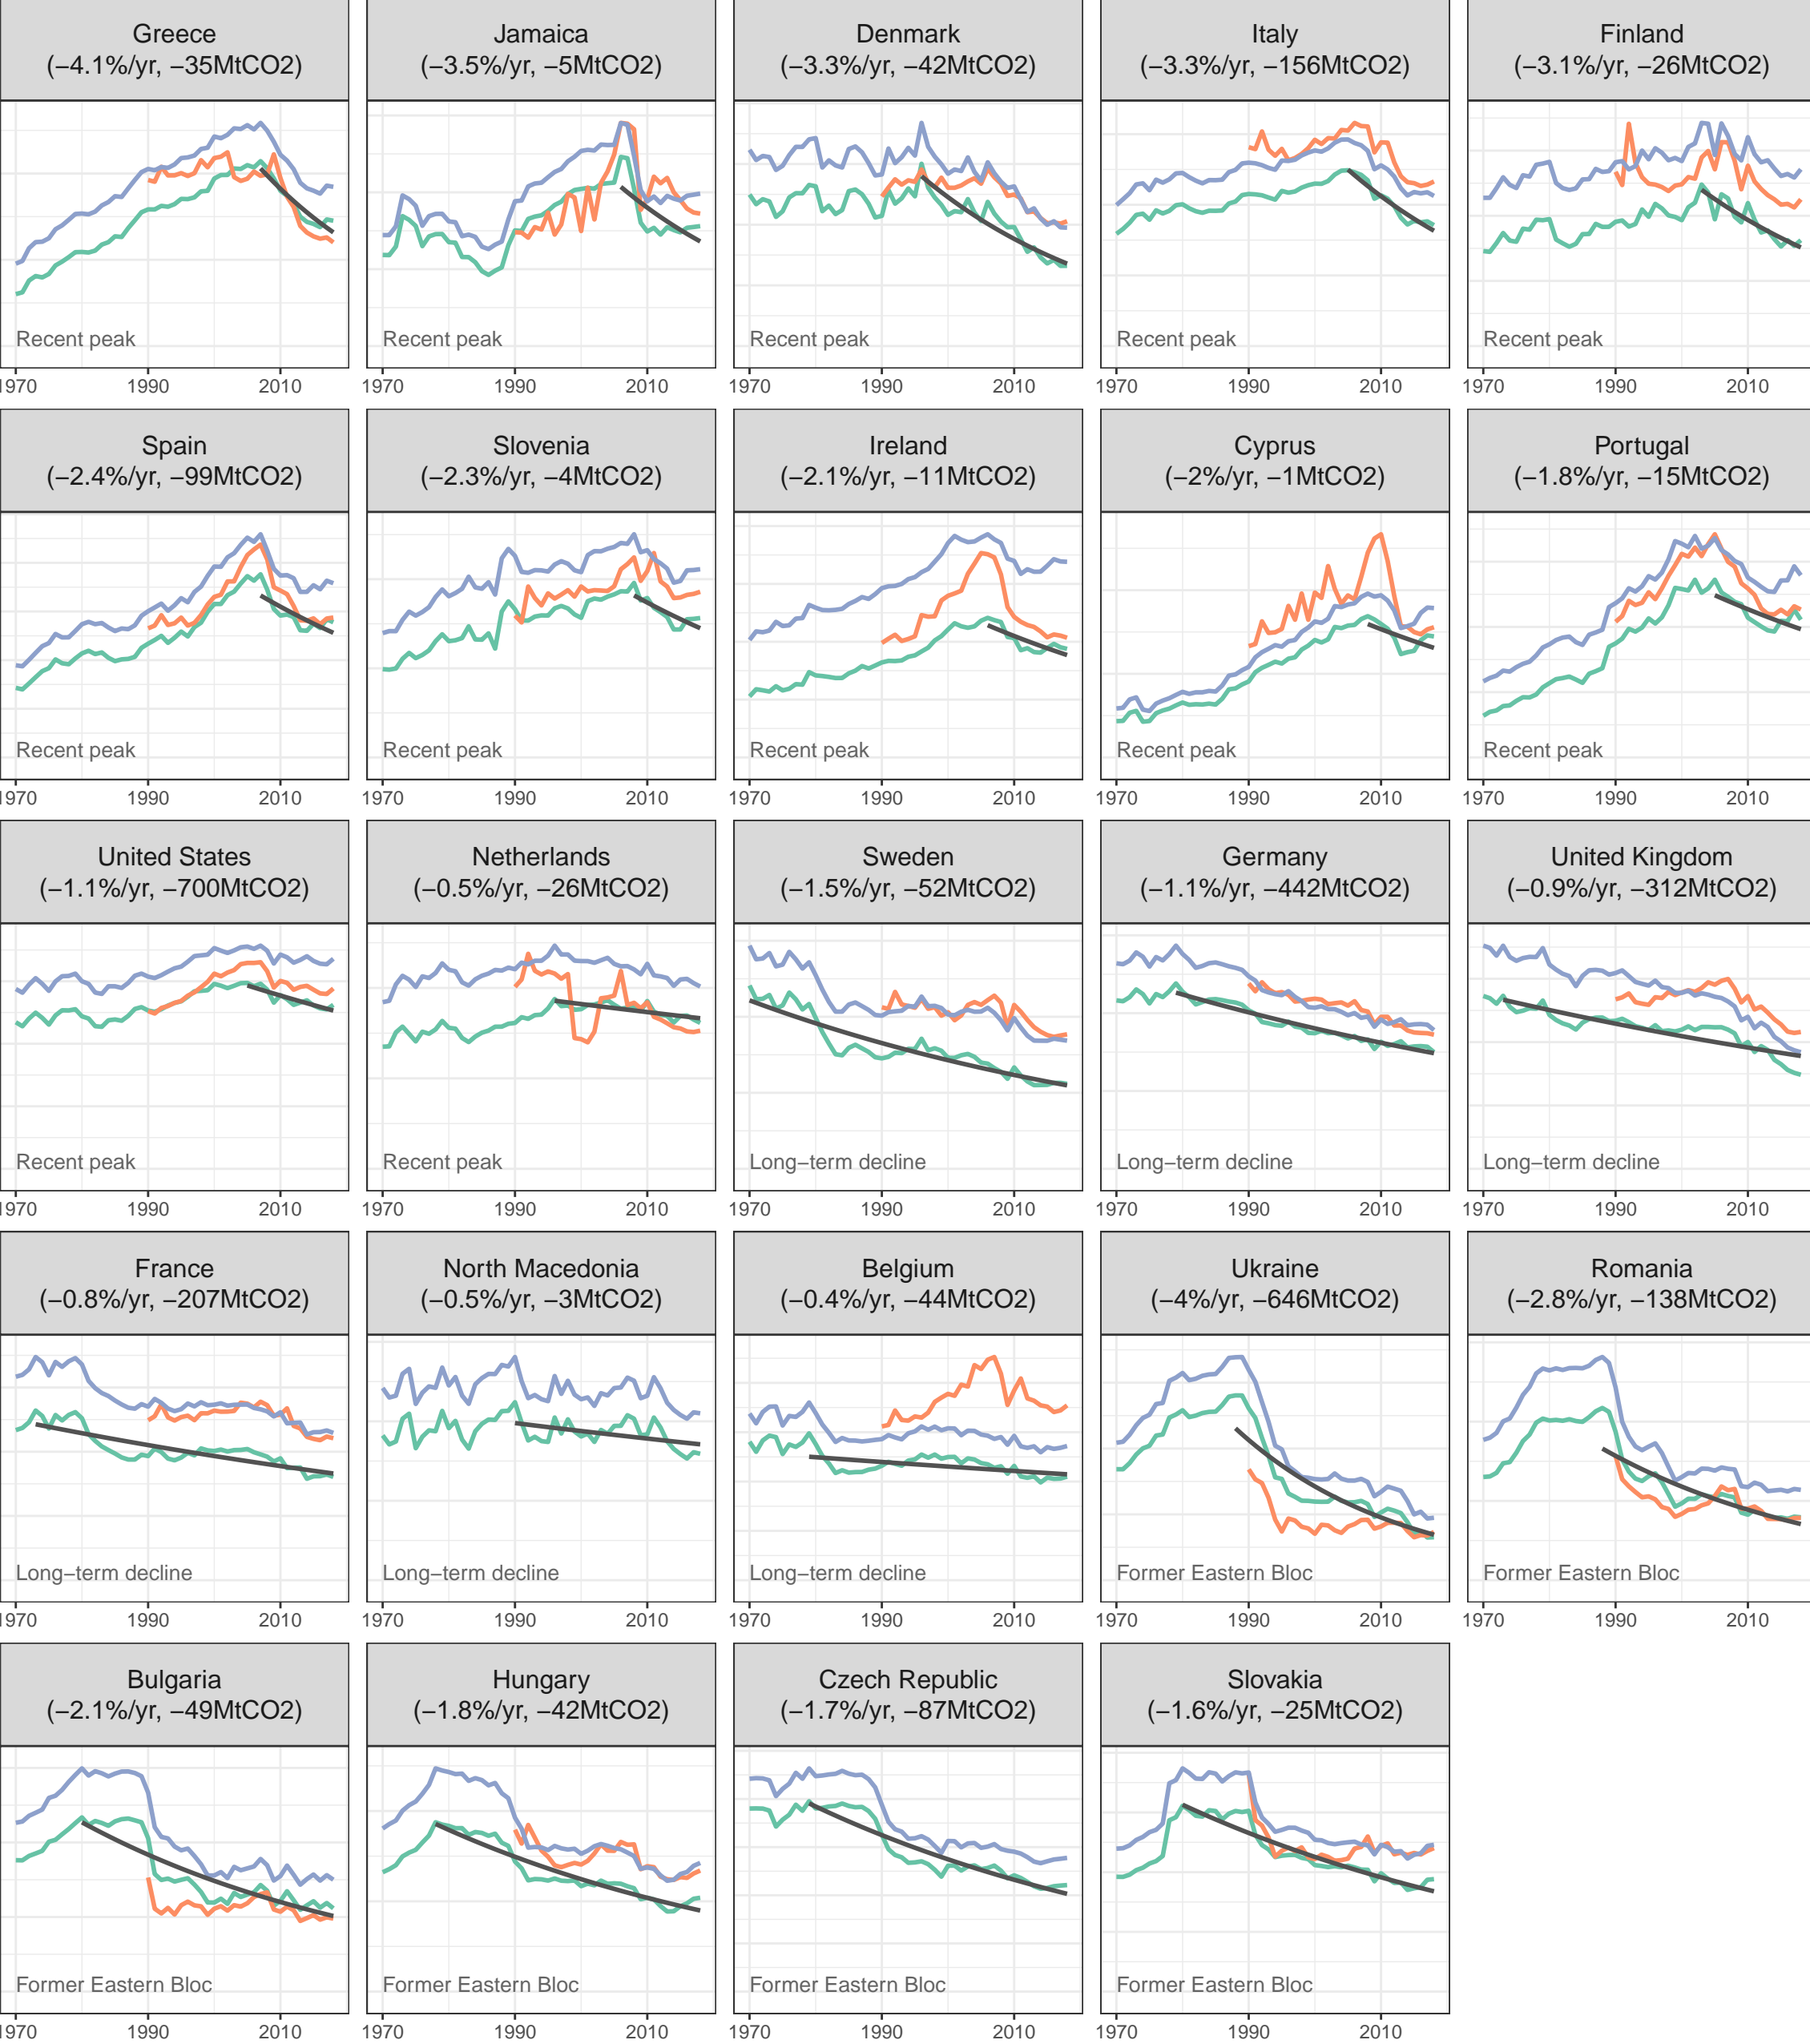 Greece
(−4.1%/yr, −35MtCO2)
Jamaica
(−3.5%/yr, −5MtCO2)
Denmark
(−3.3%/yr, −42MtCO2)
Italy
(−3.3%/yr, −156MtCO2)
Finland
(−3.1%/yr, −26MtCO2)
Recent peak
Recent peak
Recent peak
Recent peak
Recent peak
1970 1990 2010
1970 1990 2010
1970 1990 2010
1970 1990 2010
1970 1990 2010
Spain
(−2.4%/yr, −99MtCO2)
Slovenia
(−2.3%/yr, −4MtCO2)
Ireland
(−2.1%/yr, −11MtCO2)
Cyprus
(−2%/yr, −1MtCO2)
Portugal
(−1.8%/yr, −15MtCO2)
Recent peak
Recent peak
Recent peak
Recent peak
Recent peak
1970 1990 2010
1970 1990 2010
1970 1990 2010
1970 1990 2010
1970 1990 2010
United States
(−1.1%/yr, −700MtCO2)
Netherlands
(−0.5%/yr, −26MtCO2)
Sweden
(−1.5%/yr, −52MtCO2)
Germany
(−1.1%/yr, −442MtCO2)
United Kingdom
(−0.9%/yr, −312MtCO2)
Recent peak
Recent peak
Long−term decline
Long−term decline
Long−term decline
1970 1990 2010
1970 1990 2010
1970 1990 2010
1970 1990 2010
1970 1990 2010
France
(−0.8%/yr, −207MtCO2)
North Macedonia
(−0.5%/yr, −3MtCO2)
Belgium
(−0.4%/yr, −44MtCO2)
Ukraine
(−4%/yr, −646MtCO2)
Romania
(−2.8%/yr, −138MtCO2)
Long−term decline
Long−term decline
Long−term decline
Former Eastern Bloc
Former Eastern Bloc
1970 1990 2010
1970 1990 2010
1970 1990 2010
1970 1990 2010
1970 1990 2010
Bulgaria
(−2.1%/yr, −49MtCO2)
Hungary
(−1.8%/yr, −42MtCO2)
Czech Republic
(−1.7%/yr, −87MtCO2)
Slovakia
(−1.6%/yr, −25MtCO2)
Former Eastern Bloc
Former Eastern Bloc
Former Eastern Bloc
Former Eastern Bloc
1970 1990 2010
1970 1990 2010
1970 1990 2010
1970 1990 2010